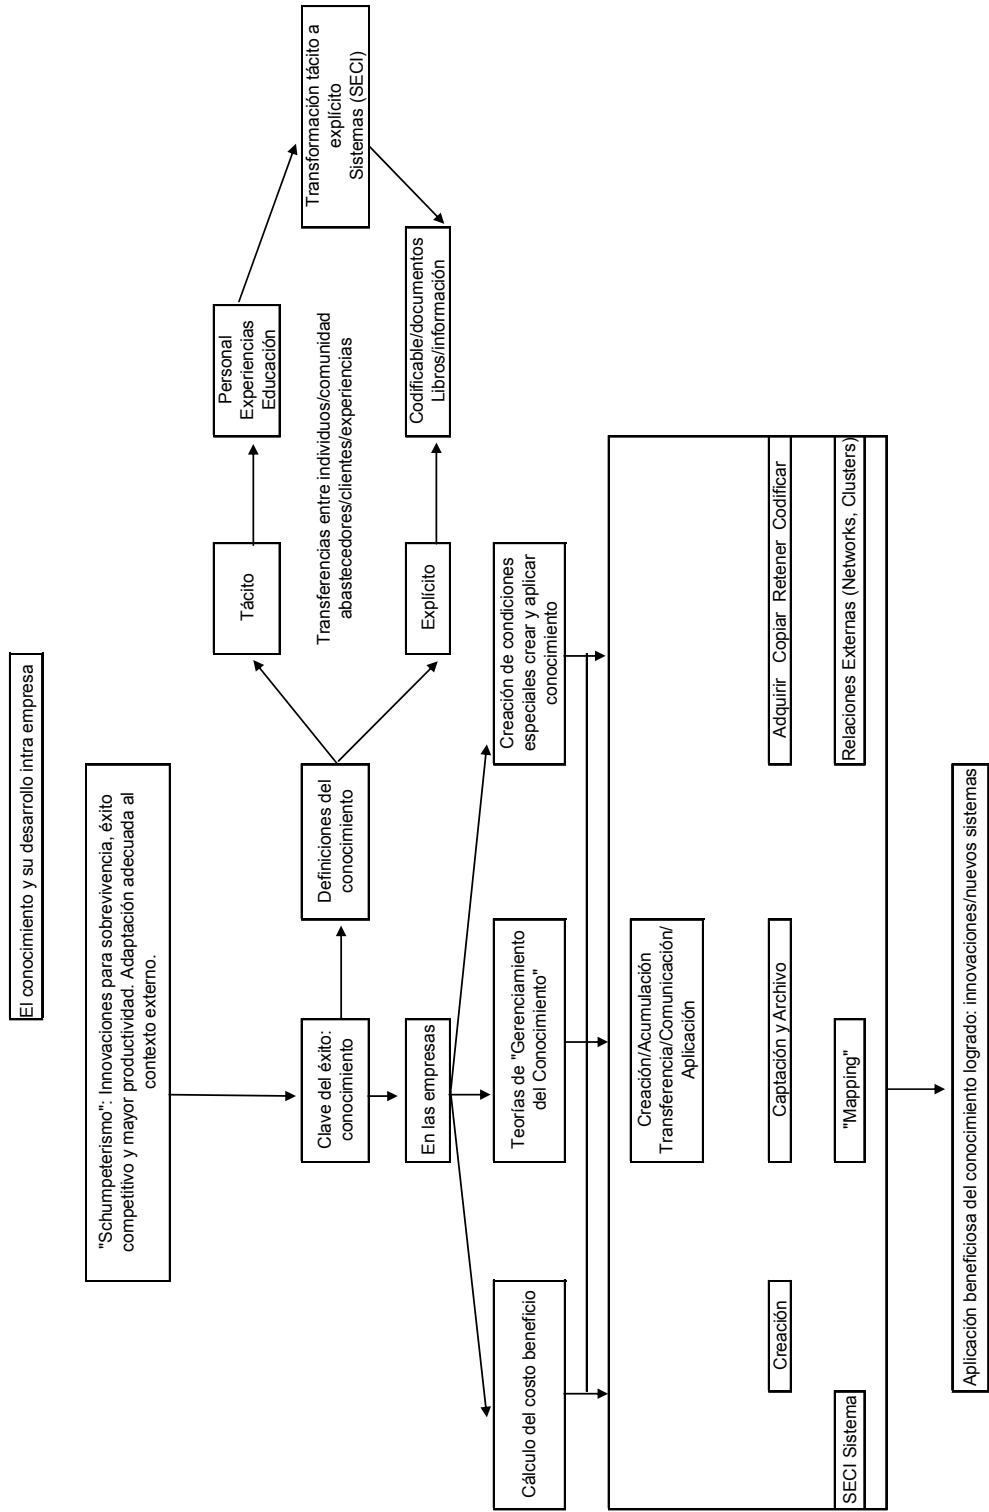 El conocimiento y su desarrollo intra empresa
"Schumpeterismo": Innovaciones para sobrevivencia, éxito
competitivo y mayor productividad. Adaptación adecuada al
contexto externo.
Clave del éxito:
conocimiento
Definiciones del
conocimiento
Tácito
Personal
Experiencias
Educación
Transformación tácito a
explícito
Sistemas (SECI)
Transferencias entre individuos/comunidad
abastecedores/clientes/experiencias
Explícito
Codificable/documentos
Libros/información
En las empresas
Cálculo del costo beneficio
Teorías de "Gerenciamiento
del Conocimiento"
Creación de condiciones
especiales crear y aplicar
conocimiento
Creación/Acumulación
Transferencia/Comunicación/
Aplicación
Creación
Captación y Archivo
Adquirir Copiar Retener Codificar
SECI Sistema
"Mapping"
Relaciones Externas (Networks, Clusters)
Aplicación beneficiosa del conocimiento logrado: innovaciones/nuevos sistemas